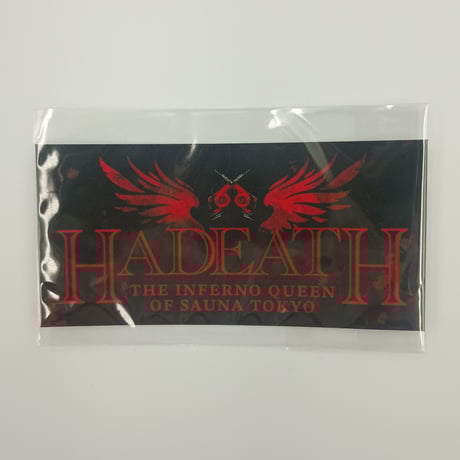 HADEATH
THE INFERNO QUEEN
OF SAUNA TOKYO